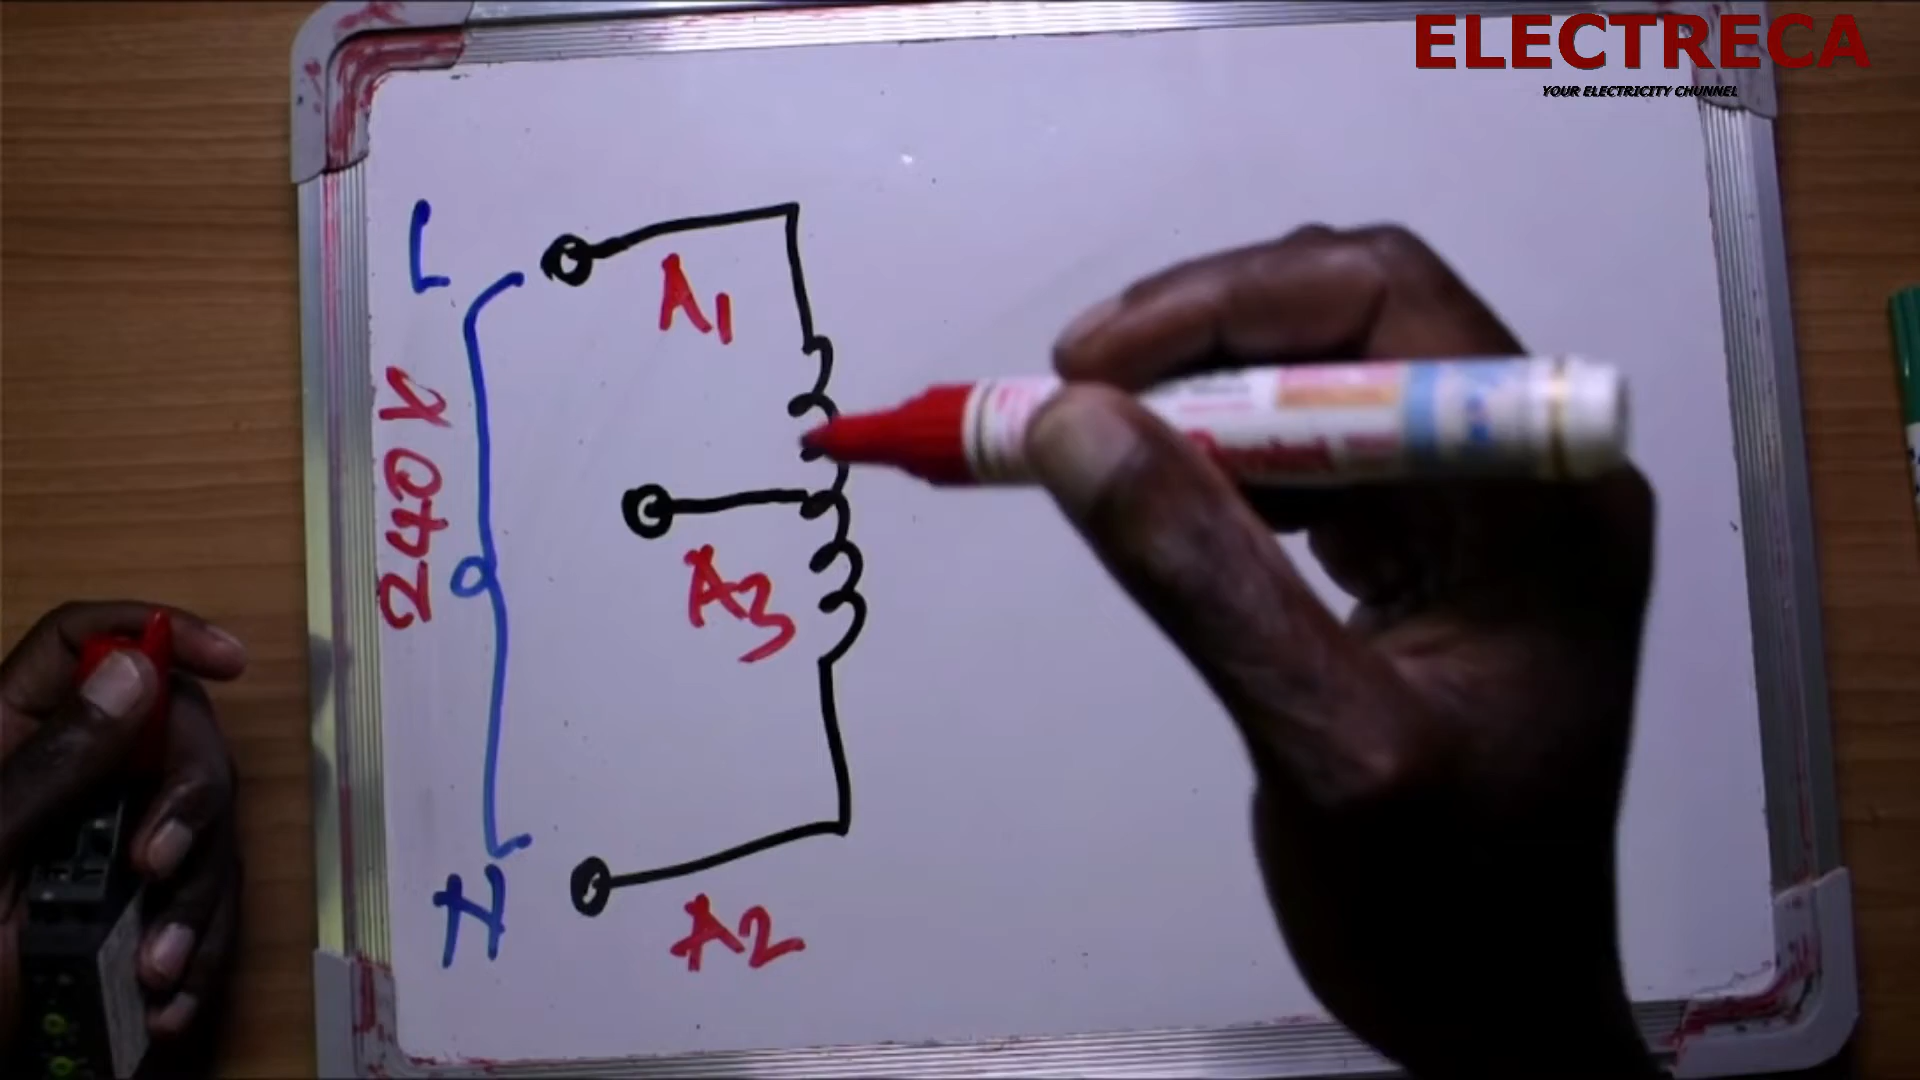 ELECTRECA
YOUR ELECTRICITY CHUNNEL
L
A1
240V
A3
N
A2